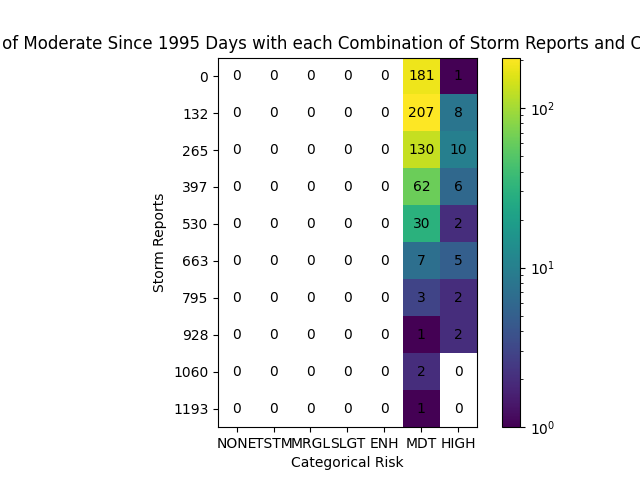 of Moderate Since 1995 Days with each Combination of Storm Reports and C
0 0 0 0 0 0 181 1
132 0 0 0 0 0 207 8
265 0 0 0 0 0 130 10
397 0 0 0 0 0 62 6
530 0 0 0 0 0 30 2
663 0 0 0 0 0 7 5
795 0 0 0 0 0 3 2
928 0 0 0 0 0 1 2
1060 0 0 0 0 0 2 0
1193 0 0 0 0 0 1 0
NONE TSTM MRGL SLGT ENH MDT HIGH
Categorical Risk
Storm Reports
10²
10¹
10⁰